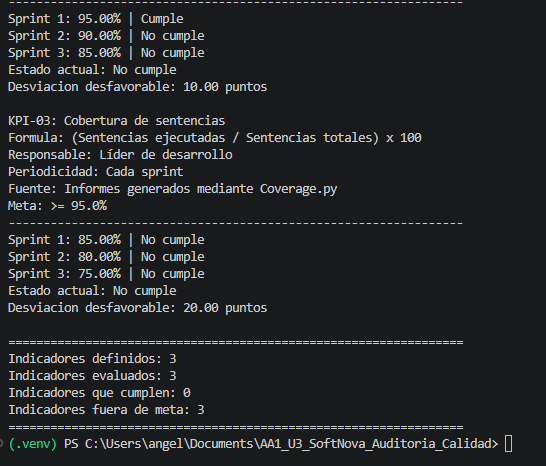 -----------------------------------------------------------------
Sprint 1: 95.00% | Cumple
Sprint 2: 90.00% | No cumple
Sprint 3: 85.00% | No cumple
Estado actual: No cumple
Desviacion desfavorable: 10.00 puntos
KPI-03: Cobertura de sentencias
Formula: (Sentencias ejecutadas / Sentencias totales) x 100
Responsable: Líder de desarrollo
Periodicidad: Cada sprint
Fuente: Informes generados mediante Coverage.py
Meta: >= 95.0%
-----------------------------------------------------------------
Sprint 1: 85.00% | No cumple
Sprint 2: 80.00% | No cumple
Sprint 3: 75.00% | No cumple
Estado actual: No cumple
Desviacion desfavorable: 20.00 puntos
=================================================================
Indicadores definidos: 3
Indicadores evaluados: 3
Indicadores que cumplen: 0
Indicadores fuera de meta: 3
=================================================================
(.venv) PS C:\Users\angel\Documents\AA1_U3_SoftNova_Auditoria_Calidad>